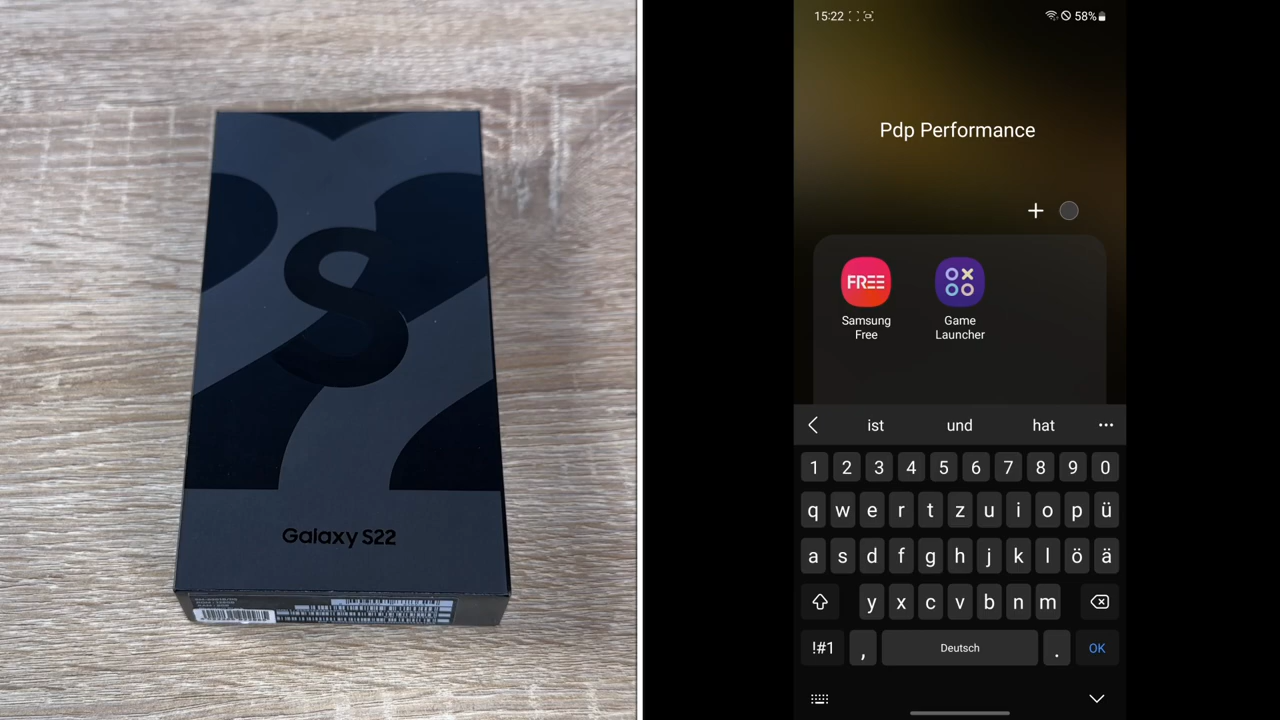 S
Galaxy S22
15:22
58%
Pdp Performance
FREE
Samsung
Free
Game
Launcher
ist und hat
1 2 3 4 5 6 7 8 9 0
q w e r t z u i o p ü
a s d f g h j k l ö ä
y x c v b n m
!#1 , Deutsch . OK